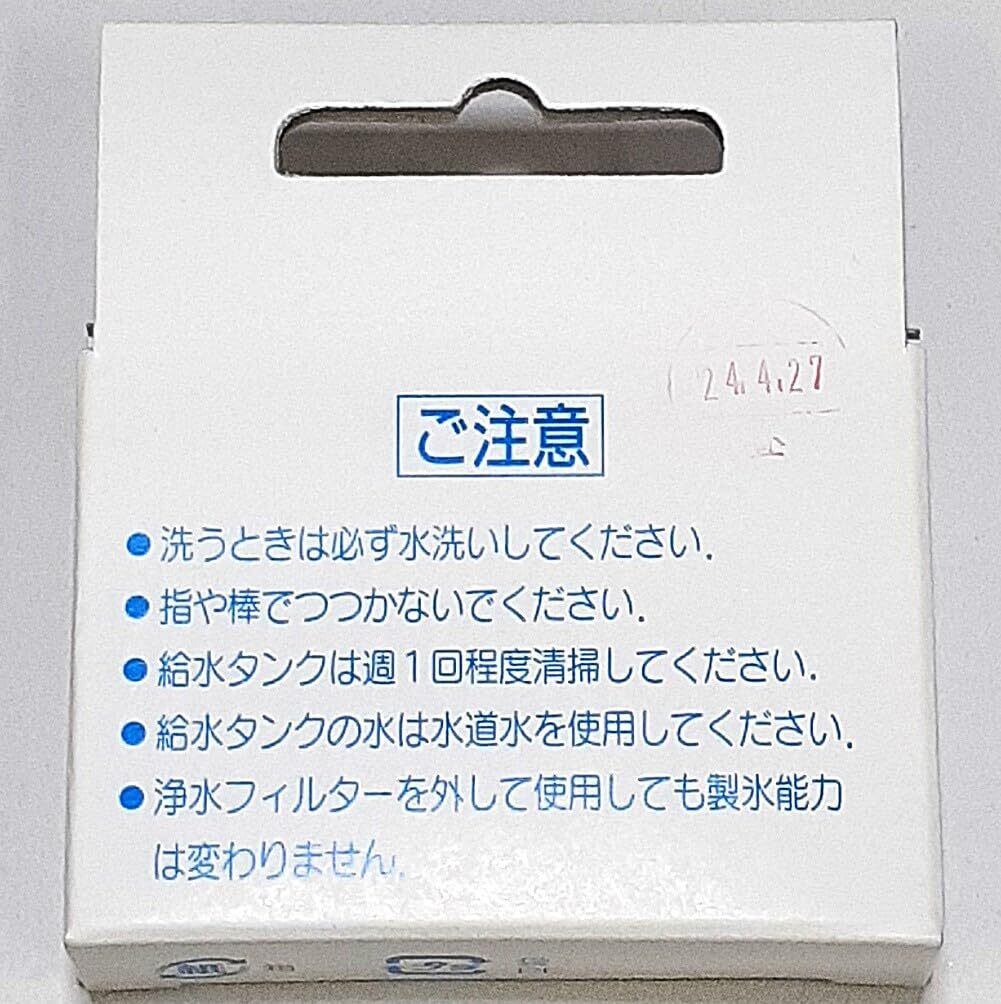 24.4.27
上
ご注意
●洗うときは必ず水洗いしてください.
●指や棒でつつかないでください.
●給水タンクは週1回程度清掃してください.
●給水タンクの水は水道水を使用してください.
●浄水フィルターを外して使用しても製氷能力
は変わりません.